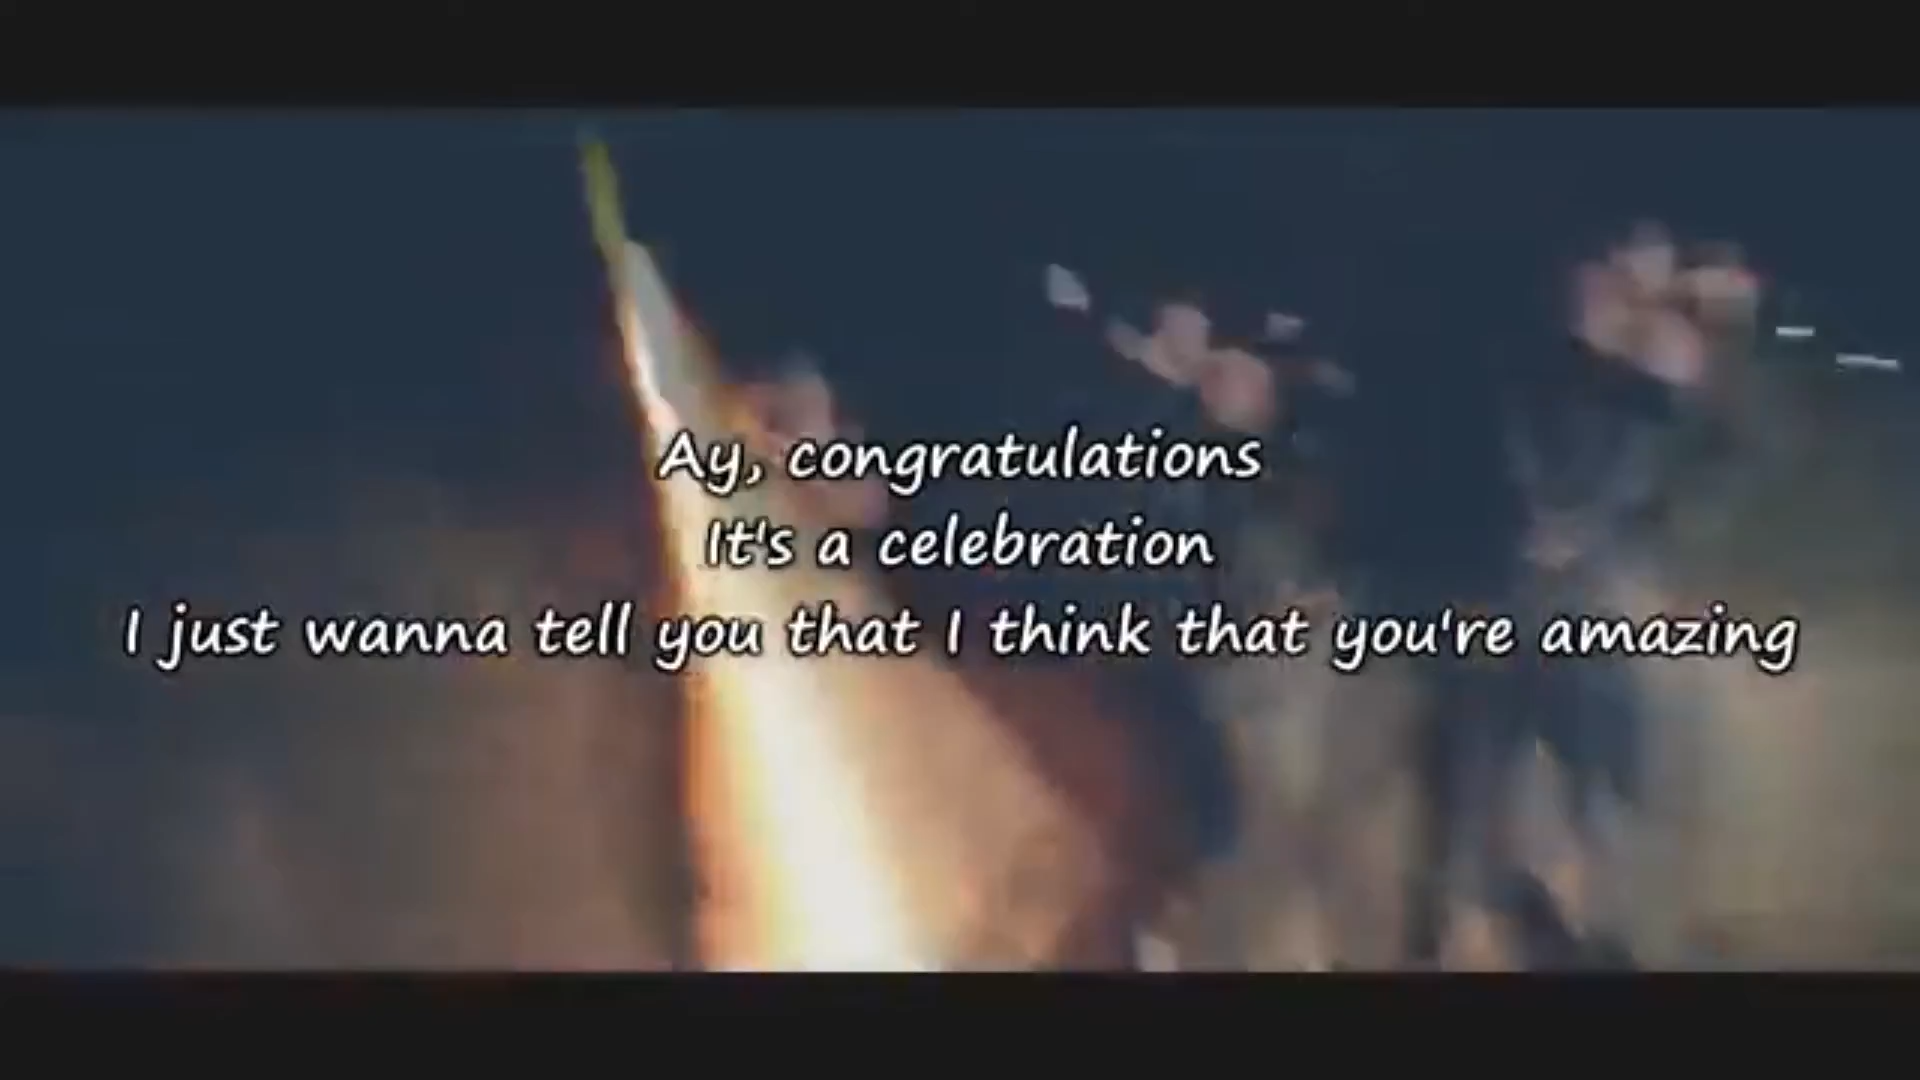 Ay, congratulations
It's a celebration
I just wanna tell you that I think that you're amazing